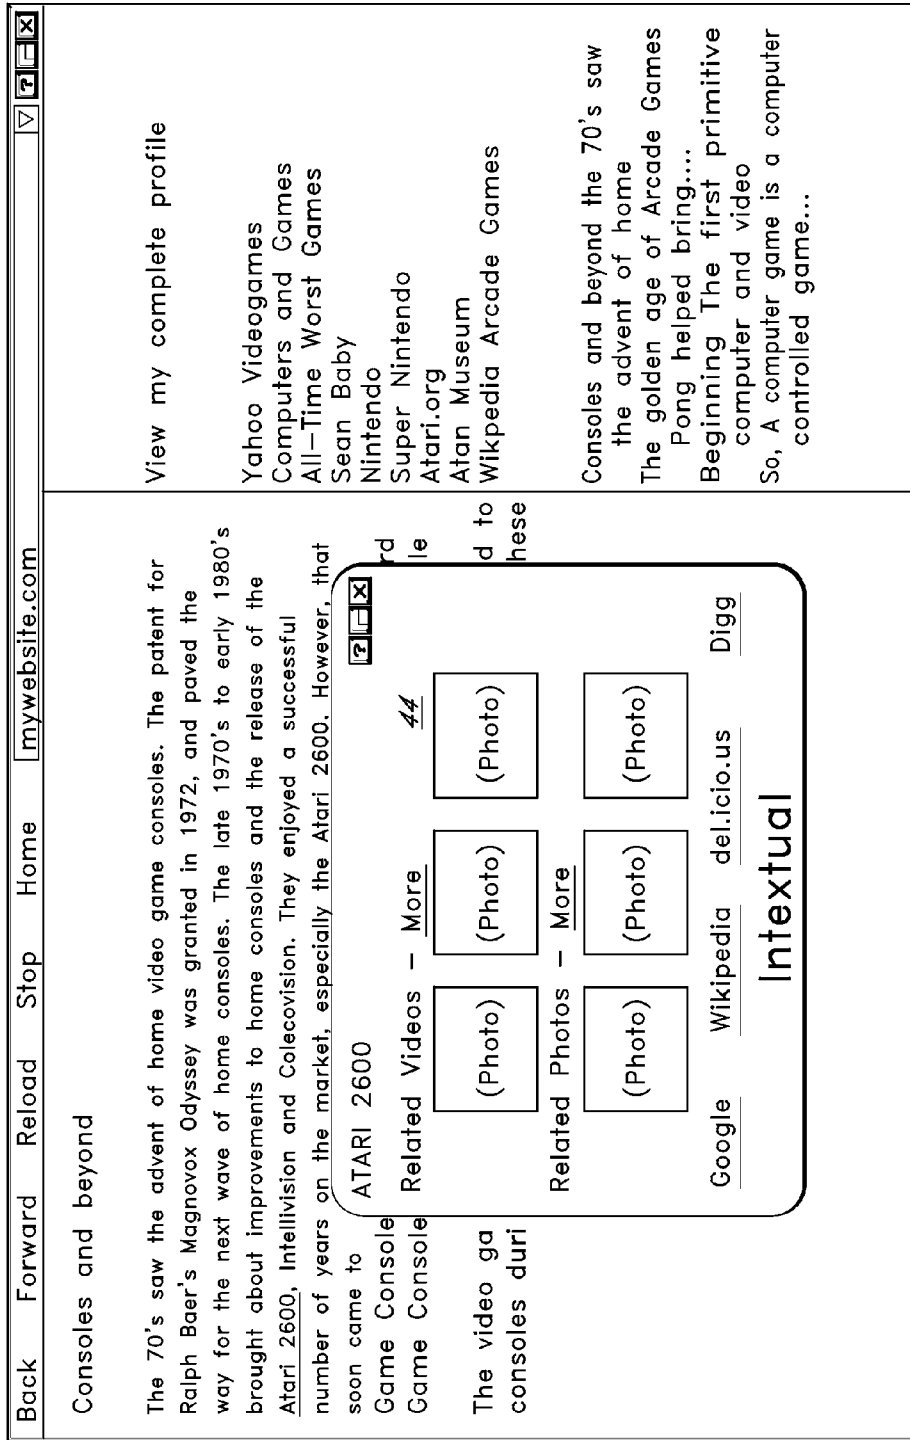 Back Forward Reload Stop Home mywebsite.com ? X
Consoles and beyond
The 70's saw the advent of home video game consoles. The patent for
Ralph Baer's Magnovox Odyssey was granted in 1972, and paved the
way for the next wave of home consoles. The late 1970's to early 1980's
brought about improvements to home consoles and the release of the
Atari 2600, Intellivision and Colecovision. They enjoyed a successful
number of years on the market, especially the Atari 2600. However, that
soon came to
Game Console rd
Game Console le
The video ga d to
consoles duri hese
ATARI 2600 ? X
Related Videos – More 44
(Photo) (Photo) (Photo)
Related Photos – More
(Photo) (Photo) (Photo)
Google Wikipedia del.icio.us Digg
Intextual
View my complete profile
Yahoo Videogames
Computers and Games
All–Time Worst Games
Sean Baby
Nintendo
Super Nintendo
Atari.org
Atan Museum
Wikpedia Arcade Games
Consoles and beyond the 70's saw
the advent of home
The golden age of Arcade Games
Pong helped bring....
Beginning The first primitive
computer and video
So, A computer game is a computer
controlled game...